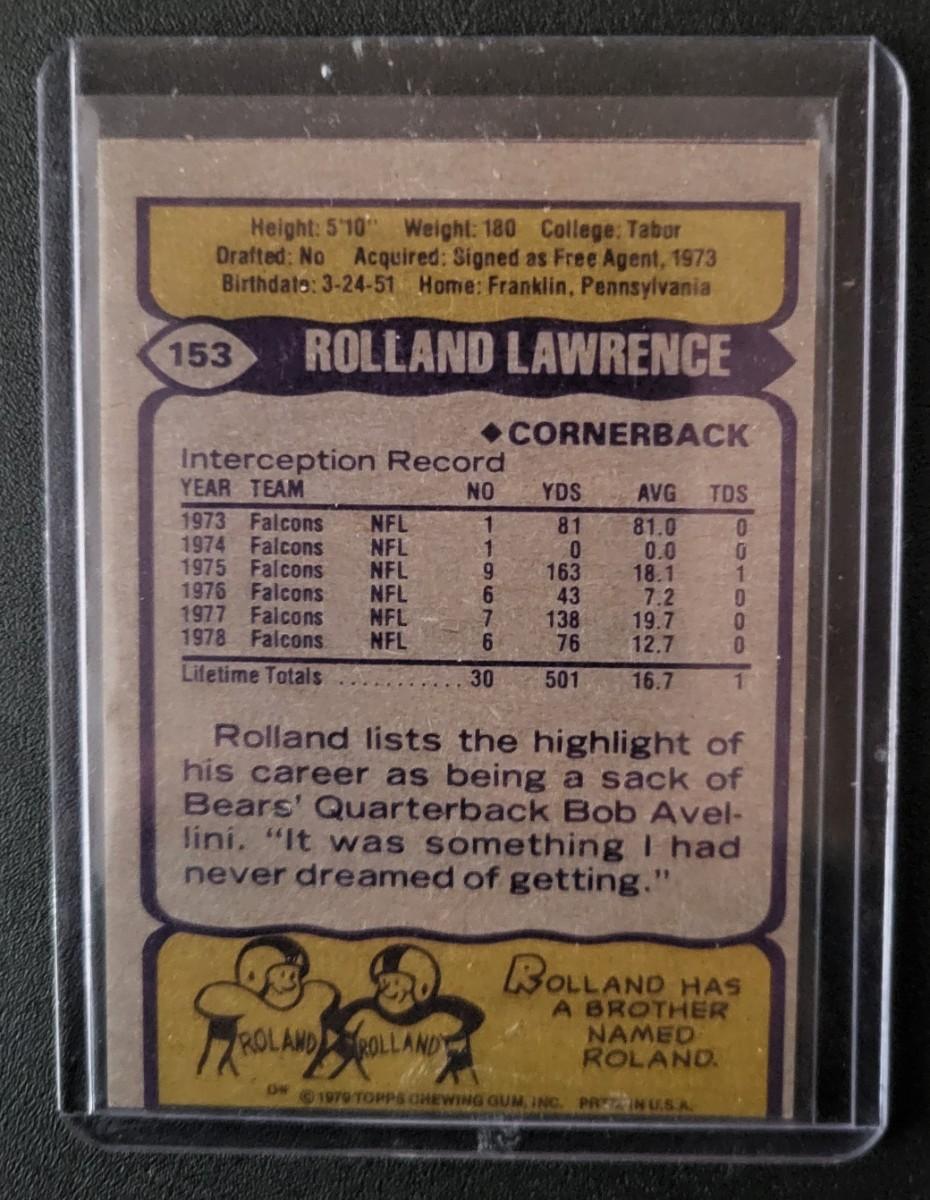 Height: 5'10" Weight: 180 College: Tabor
Drafted: No Acquired: Signed as Free Agent, 1973
Birthdate: 3-24-51 Home: Franklin, Pennsylvania
153 ROLLAND LAWRENCE
◆CORNERBACK
Interception Record
YEAR TEAM NO YDS AVG TDS
1973 Falcons NFL 1 81 81.0 0
1974 Falcons NFL 1 0 0.0 0
1975 Falcons NFL 9 163 18.1 1
1976 Falcons NFL 6 43 7.2 0
1977 Falcons NFL 7 138 19.7 0
1978 Falcons NFL 6 76 12.7 0
Lifetime Totals ........... 30 501 16.7 1
Rolland lists the highlight of
his career as being a sack of
Bears' Quarterback Bob Avel-
lini. "It was something I had
never dreamed of getting."
ROLAND ROLLAND
ROLLAND HAS
A BROTHER
NAMED
ROLAND.
© 1979 TOPPS CHEWING GUM, INC. IN U.S.A.